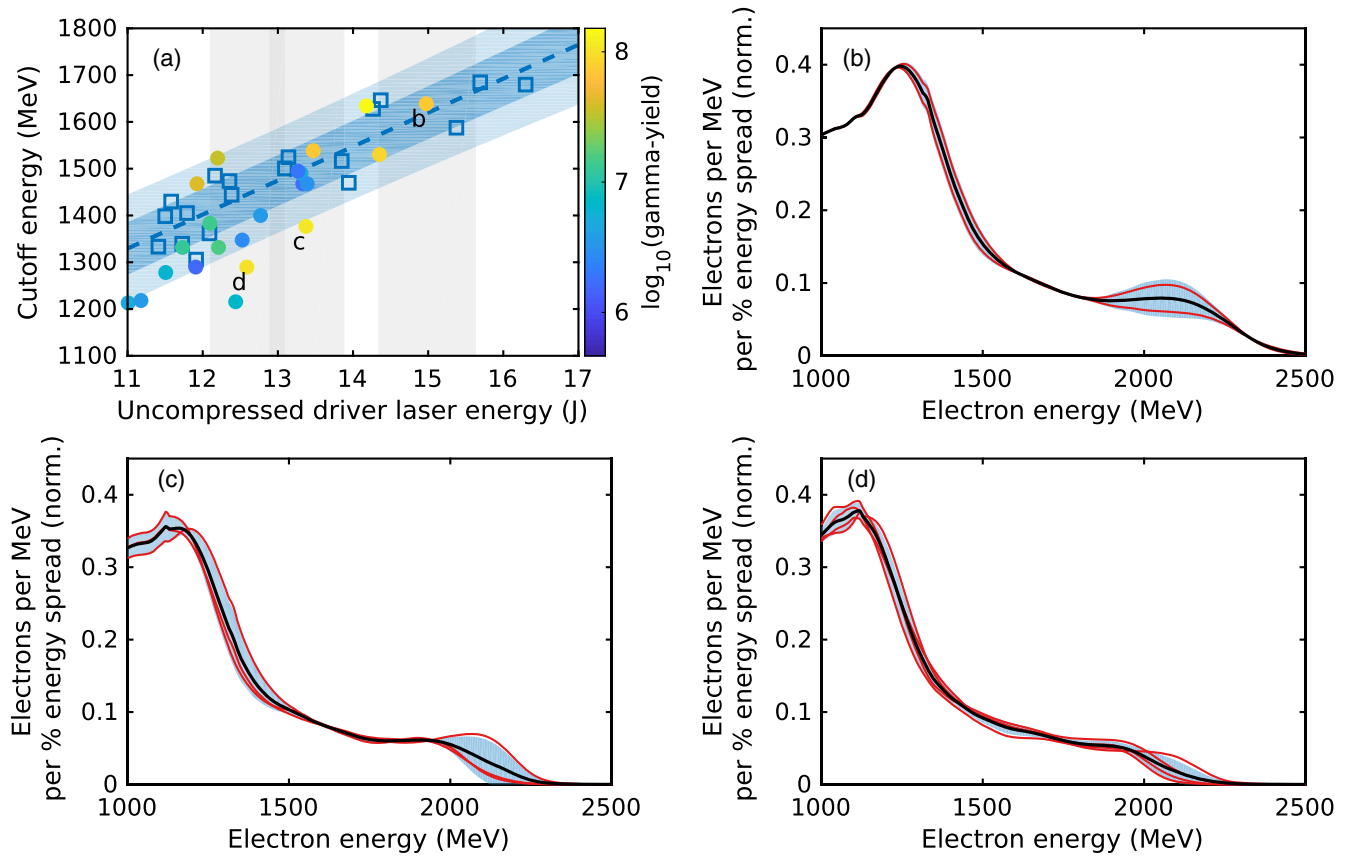 (a)
1800
1700
1600
1500
1400
1300
1200
1100
Cutoff energy (MeV)
11 12 13 14 15 16 17
Uncompressed driver laser energy (J)
b
c
d
8
7
6
log10(gamma-yield)
(b)
0.4
0.3
0.2
0.1
0
Electrons per MeV
per % energy spread (norm.)
1000 1500 2000 2500
Electron energy (MeV)
(c)
0.4
0.3
0.2
0.1
0
Electrons per MeV
per % energy spread (norm.)
1000 1500 2000 2500
Electron energy (MeV)
(d)
0.4
0.3
0.2
0.1
0
Electrons per MeV
per % energy spread (norm.)
1000 1500 2000 2500
Electron energy (MeV)